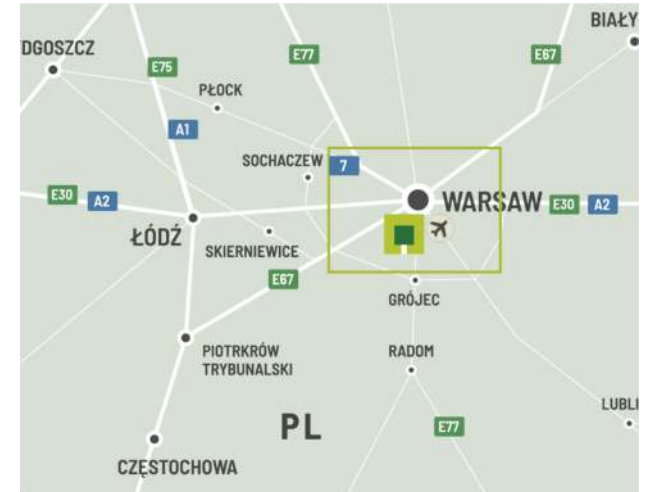 BIAŁY
DGOSZCZ
E77
E67
E75
PŁOCK
A1
SOCHACZEW
7
E30
A2
WARSAW
E30
A2
ŁÓDŹ
SKIERNIEWICE
E67
GRÓJEC
PIOTRKRÓW
TRYBUNALSKI
RADOM
LUBLI
PL
E77
CZĘSTOCHOWA